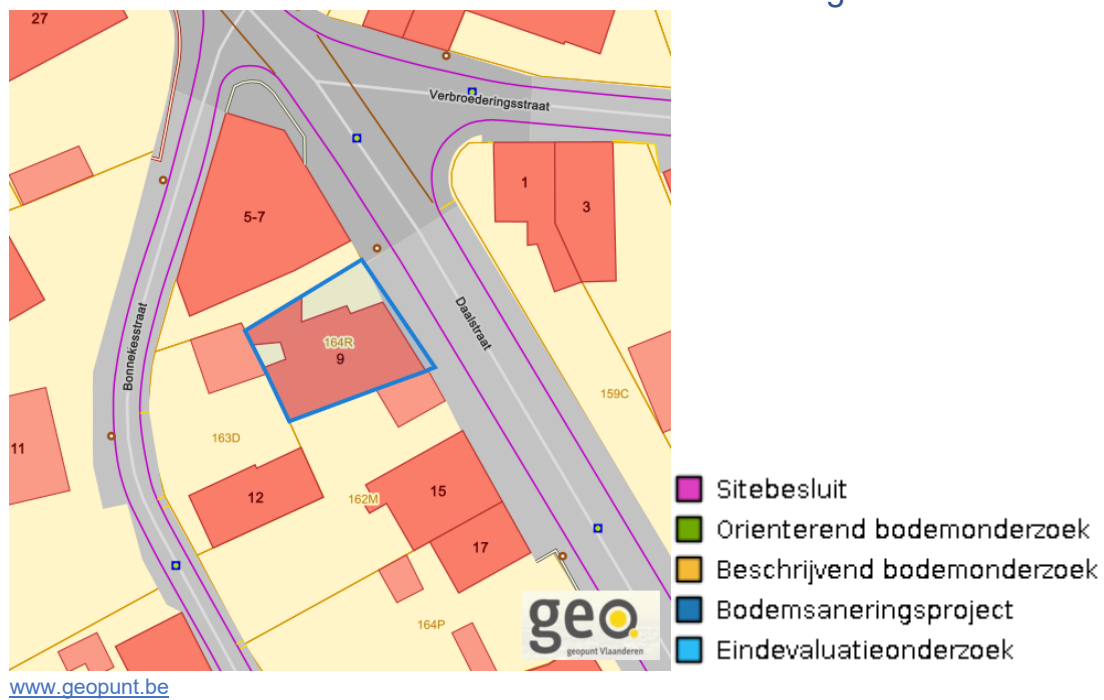 27
Verbroederingsstraat
1
3
5-7
Daalstraat
Bonnekesstraat
164R
9
159C
11
163D
12
162M
15
17
164P
geo.
geopunt Vlaanderen
Sitebesluit
Orienterend bodemonderzoek
Beschrijvend bodemonderzoek
Bodemsaneringsproject
Eindevaluatieonderzoek
www.geopunt.be